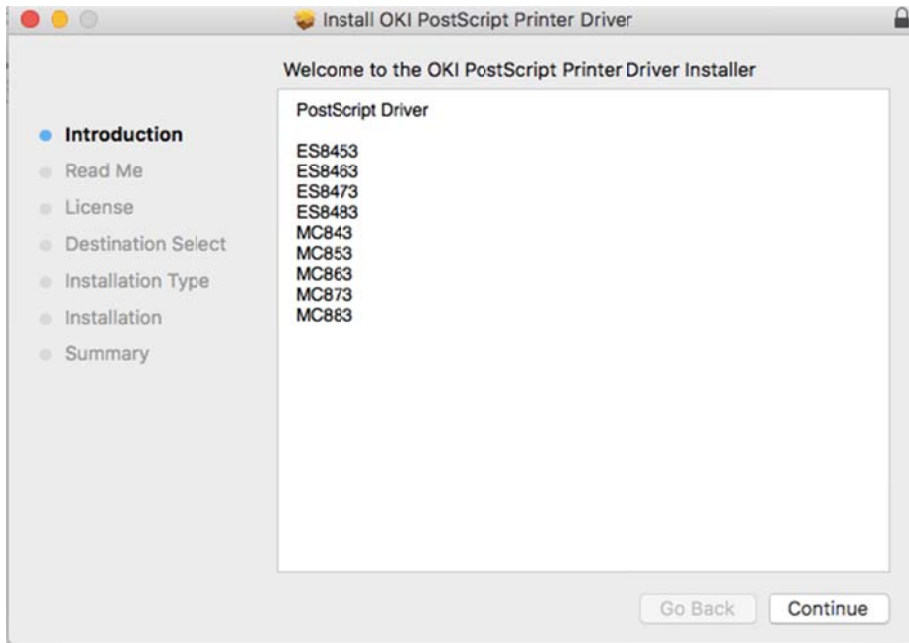 Install OKI PostScript Printer Driver
Welcome to the OKI PostScript Printer Driver Installer
Introduction
Read Me
License
Destination Select
Installation Type
Installation
Summary
PostScript Driver
ES8453
ES8463
ES8473
ES8483
MC843
MC853
MC863
MC873
MC883
Go Back
Continue